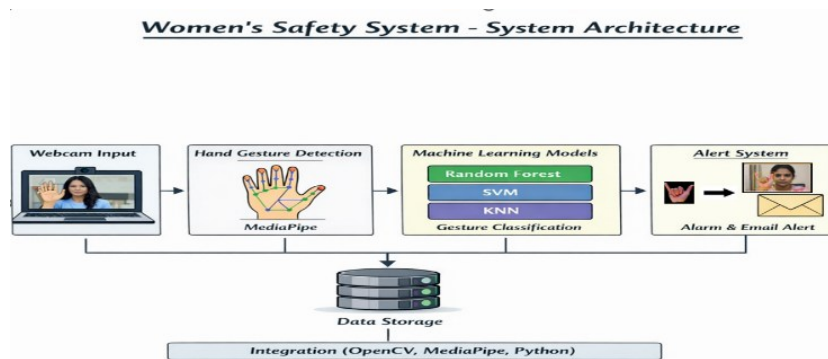 Women's Safety System - System Architecture
Webcam Input
Hand Gesture Detection
MediaPipe
Machine Learning Models
Random Forest
SVM
KNN
Gesture Classification
Alert System
Alarm & Email Alert
Data Storage
Integration (OpenCV, MediaPipe, Python)